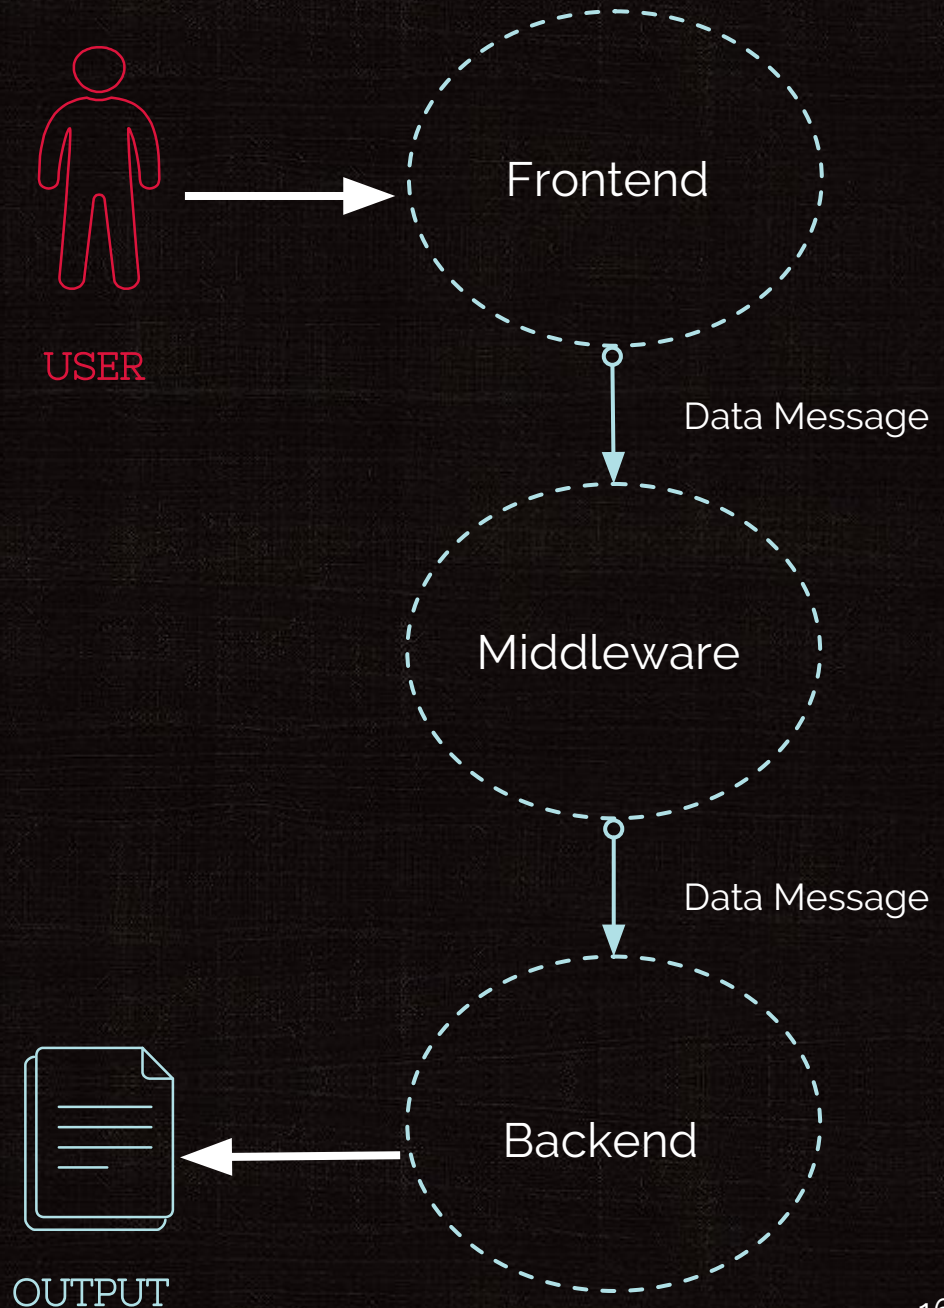 Frontend
USER
Data Message
Middleware
Data Message
Backend
OUTPUT